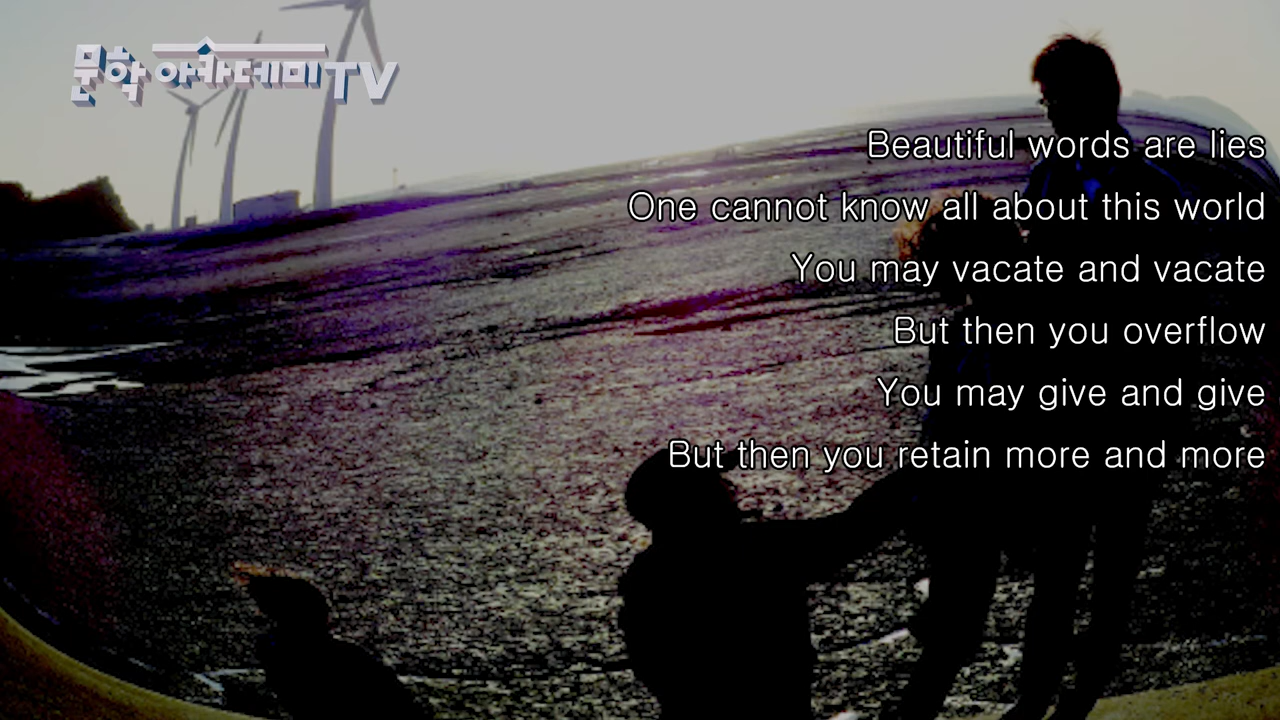 문학 아카데미 TV
Beautiful words are lies
One cannot know all about this world
You may vacate and vacate
But then you overflow
You may give and give
But then you retain more and more